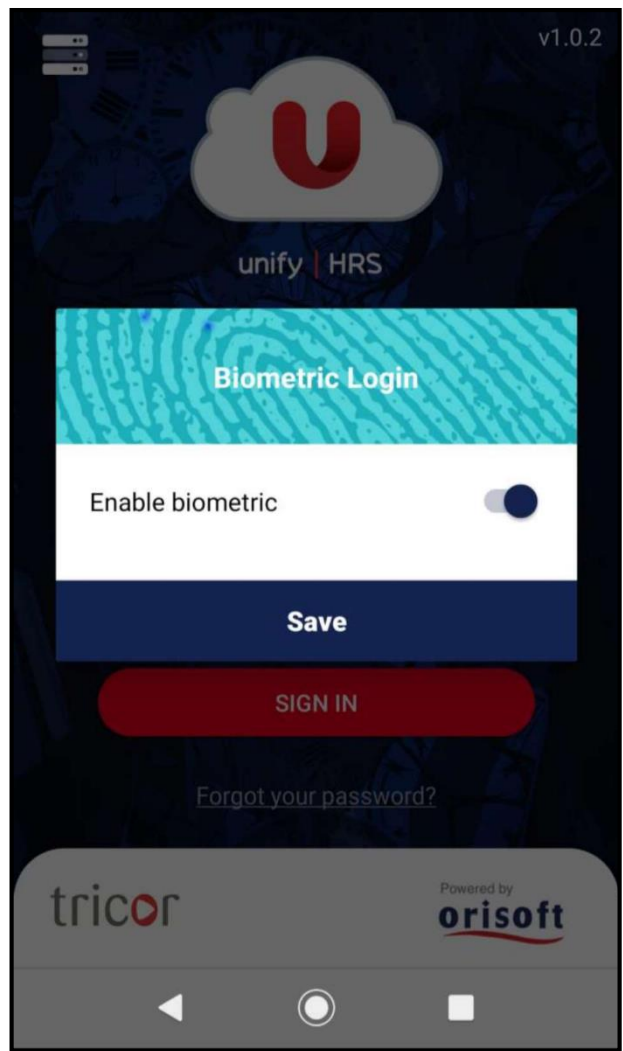 v1.0.2
U
unify | HRS
Biometric Login
Enable biometric
Save
SIGN IN
Forgot your password?
tricor
Powered by
orisoft